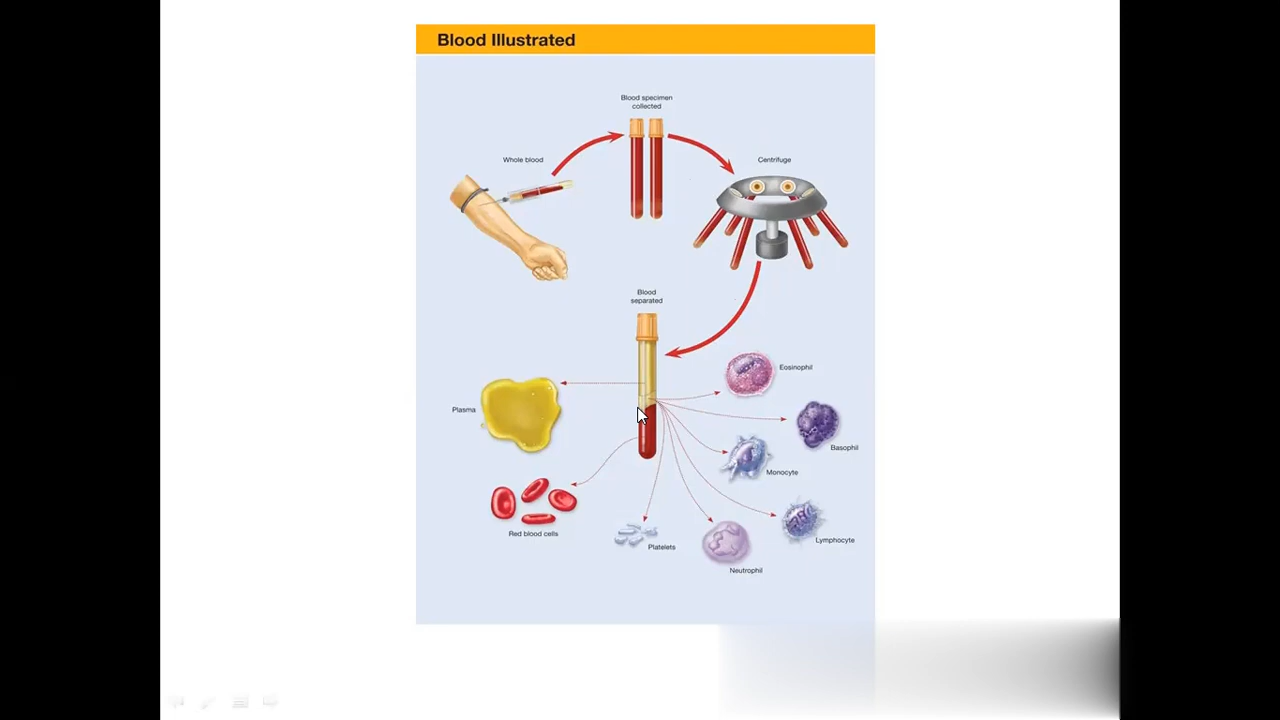 Blood Illustrated
Blood specimen
collected
Whole blood
Centrifuge
Blood
separated
Eosinophil
Plasma
Basophil
Monocyte
Red blood cells
Platelets
Lymphocyte
Neutrophil